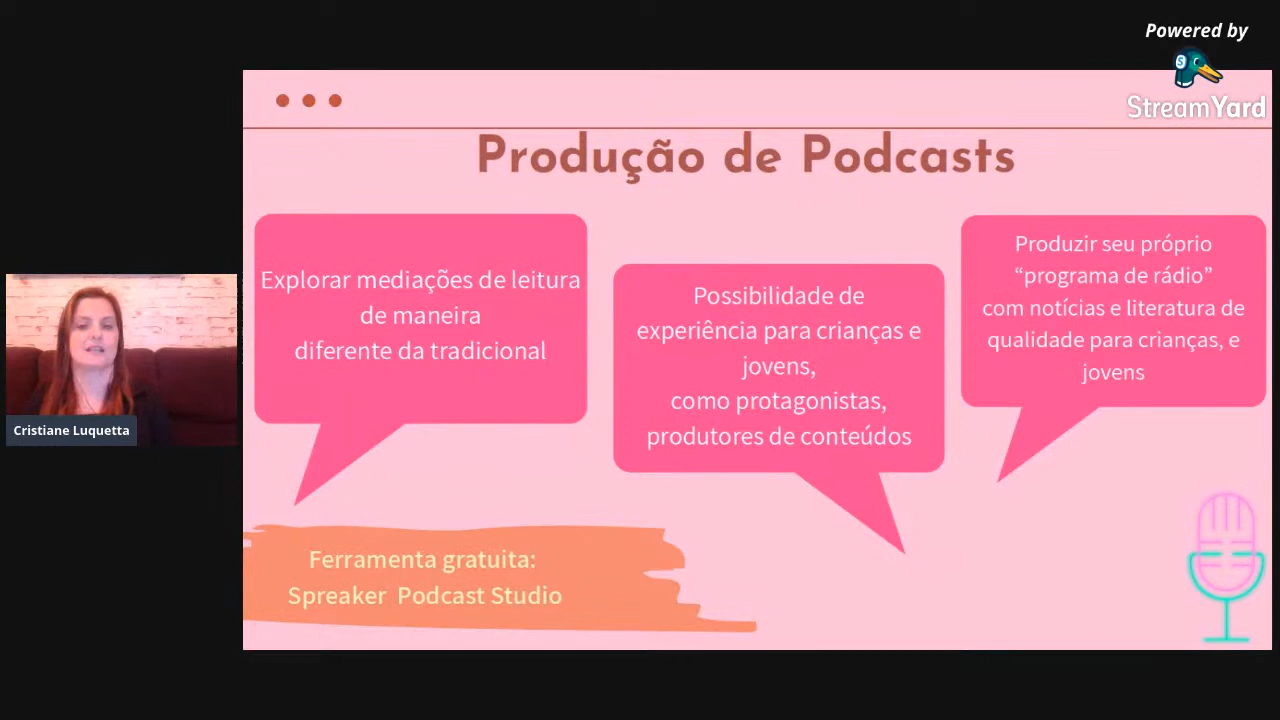 Powered by
StreamYard
Produção de Podcasts
Explorar mediações de leitura
de maneira
diferente da tradicional
Possibilidade de
experiência para crianças e
jovens,
como protagonistas,
produtores de conteúdos
Produzir seu próprio
“programa de rádio”
com notícias e literatura de
qualidade para crianças, e
jovens
Cristiane Luquetta
Ferramenta gratuita:
Spreaker Podcast Studio